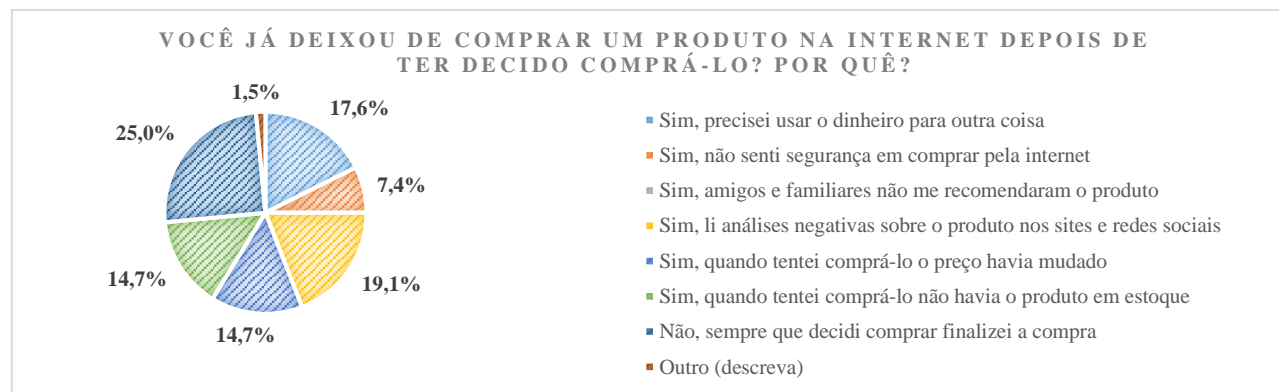 VOCÊ JÁ DEIXOU DE COMPRAR UM PRODUTO NA INTERNET DEPOIS DE
TER DECIDO COMPRÁ-LO? POR QUÊ?
1,5%
17,6%
25,0%
7,4%
14,7%
19,1%
14,7%
Sim, precisei usar o dinheiro para outra coisa
Sim, não senti segurança em comprar pela internet
Sim, amigos e familiares não me recomendaram o produto
Sim, li análises negativas sobre o produto nos sites e redes sociais
Sim, quando tentei comprá-lo o preço havia mudado
Sim, quando tentei comprá-lo não havia o produto em estoque
Não, sempre que decidi comprar finalizei a compra
Outro (descreva)